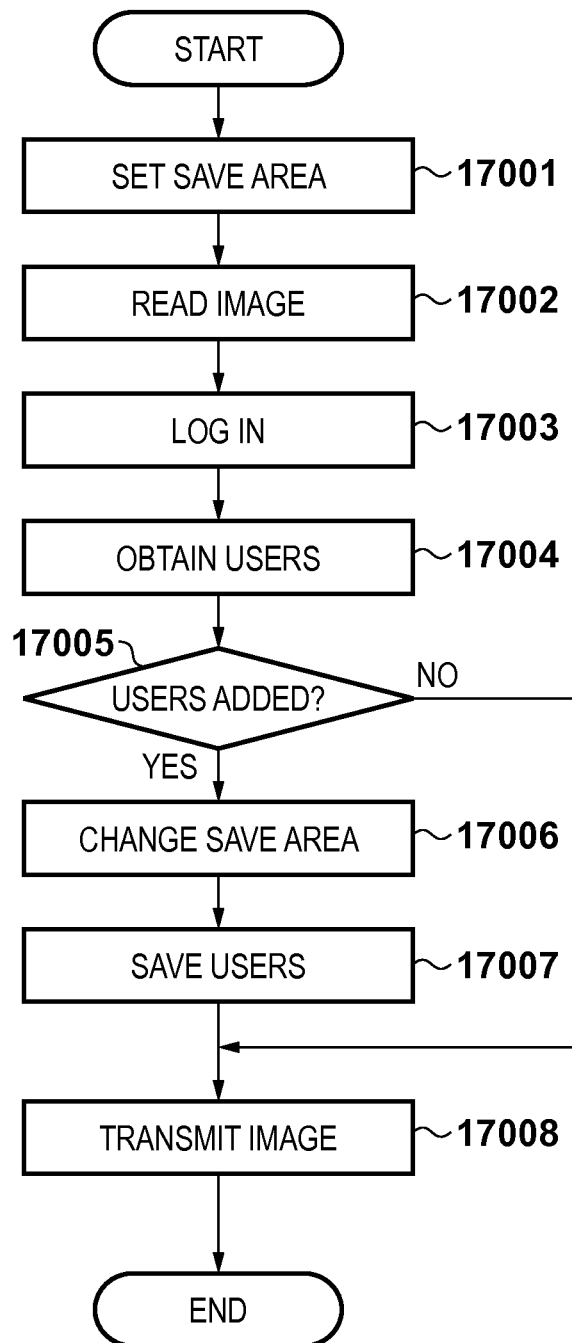 START
SET SAVE AREA 17001
READ IMAGE 17002
LOG IN 17003
OBTAIN USERS 17004
17005
USERS ADDED? NO
YES
CHANGE SAVE AREA 17006
SAVE USERS 17007
TRANSMIT IMAGE 17008
END